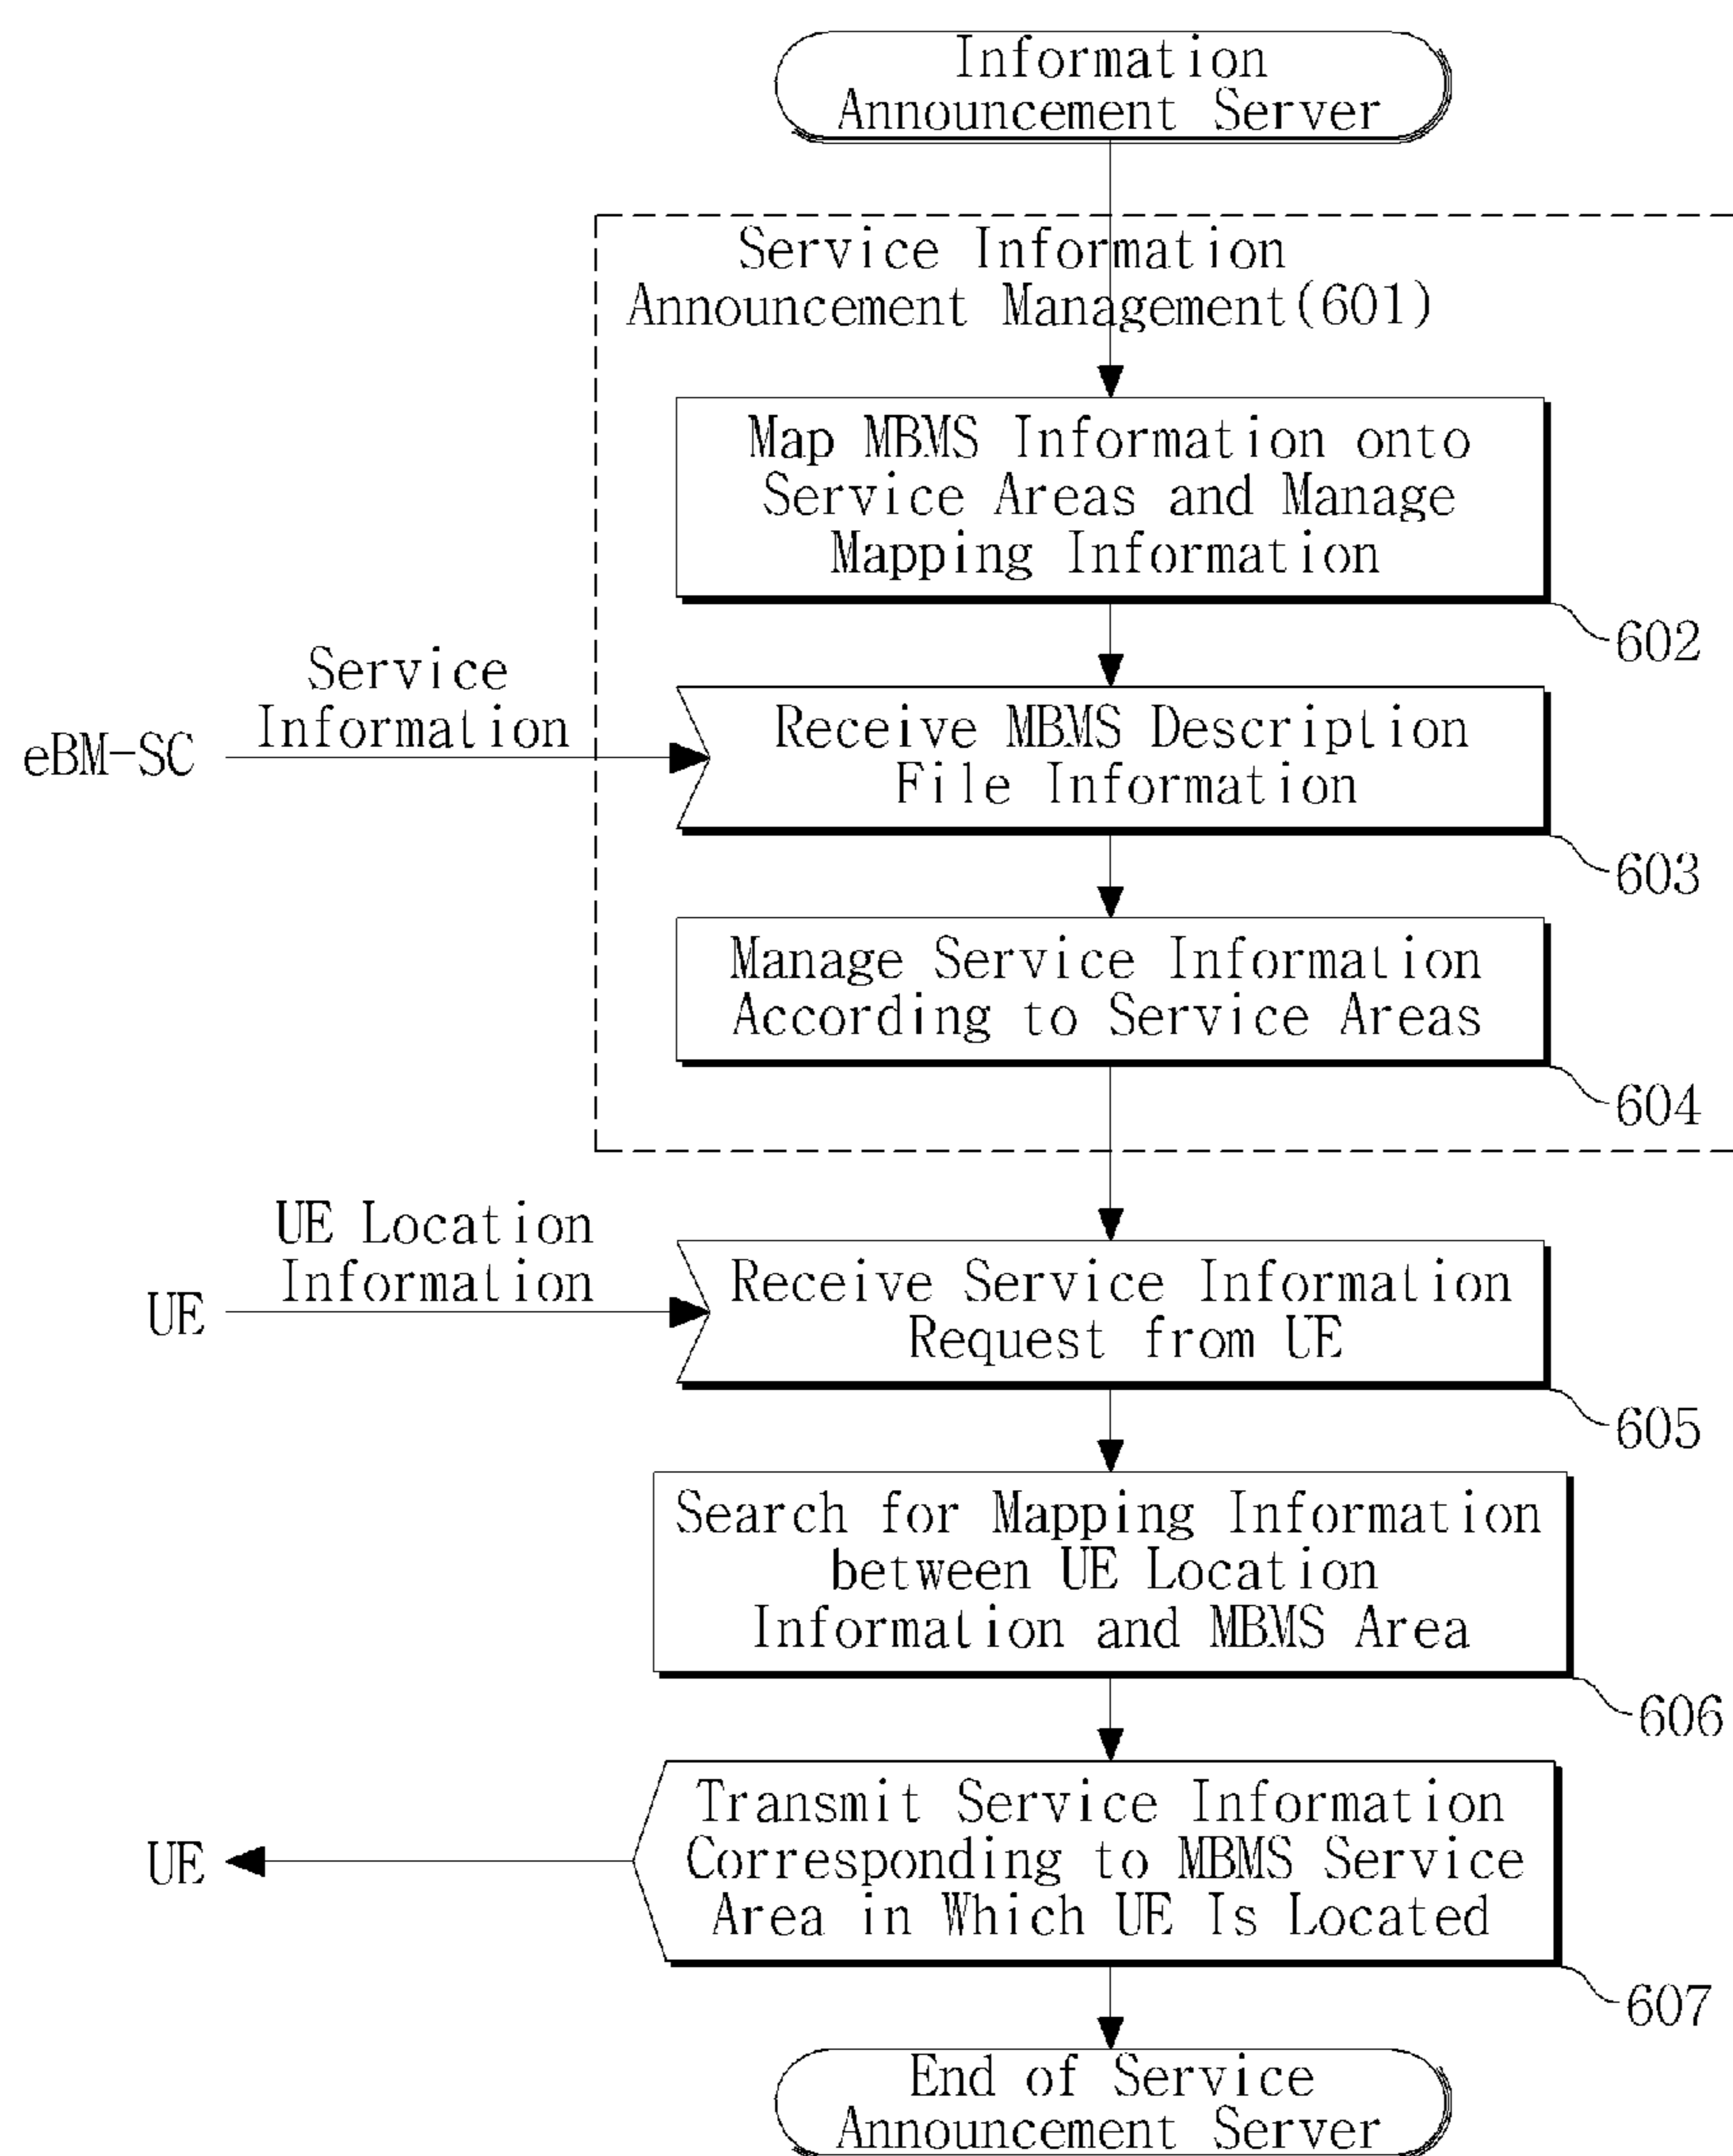 Information
Announcement Server
Service Information
Announcement Management(601)
Map MBMS Information onto
Service Areas and Manage
Mapping Information
602
Service
Information
eBM-SC
Receive MBMS Description
File Information
603
Manage Service Information
According to Service Areas
604
UE Location
Information
UE
Receive Service Information
Request from UE
605
Search for Mapping Information
between UE Location
Information and MBMS Area
606
Transmit Service Information
Corresponding to MBMS Service
Area in Which UE Is Located
UE
607
End of Service
Announcement Server